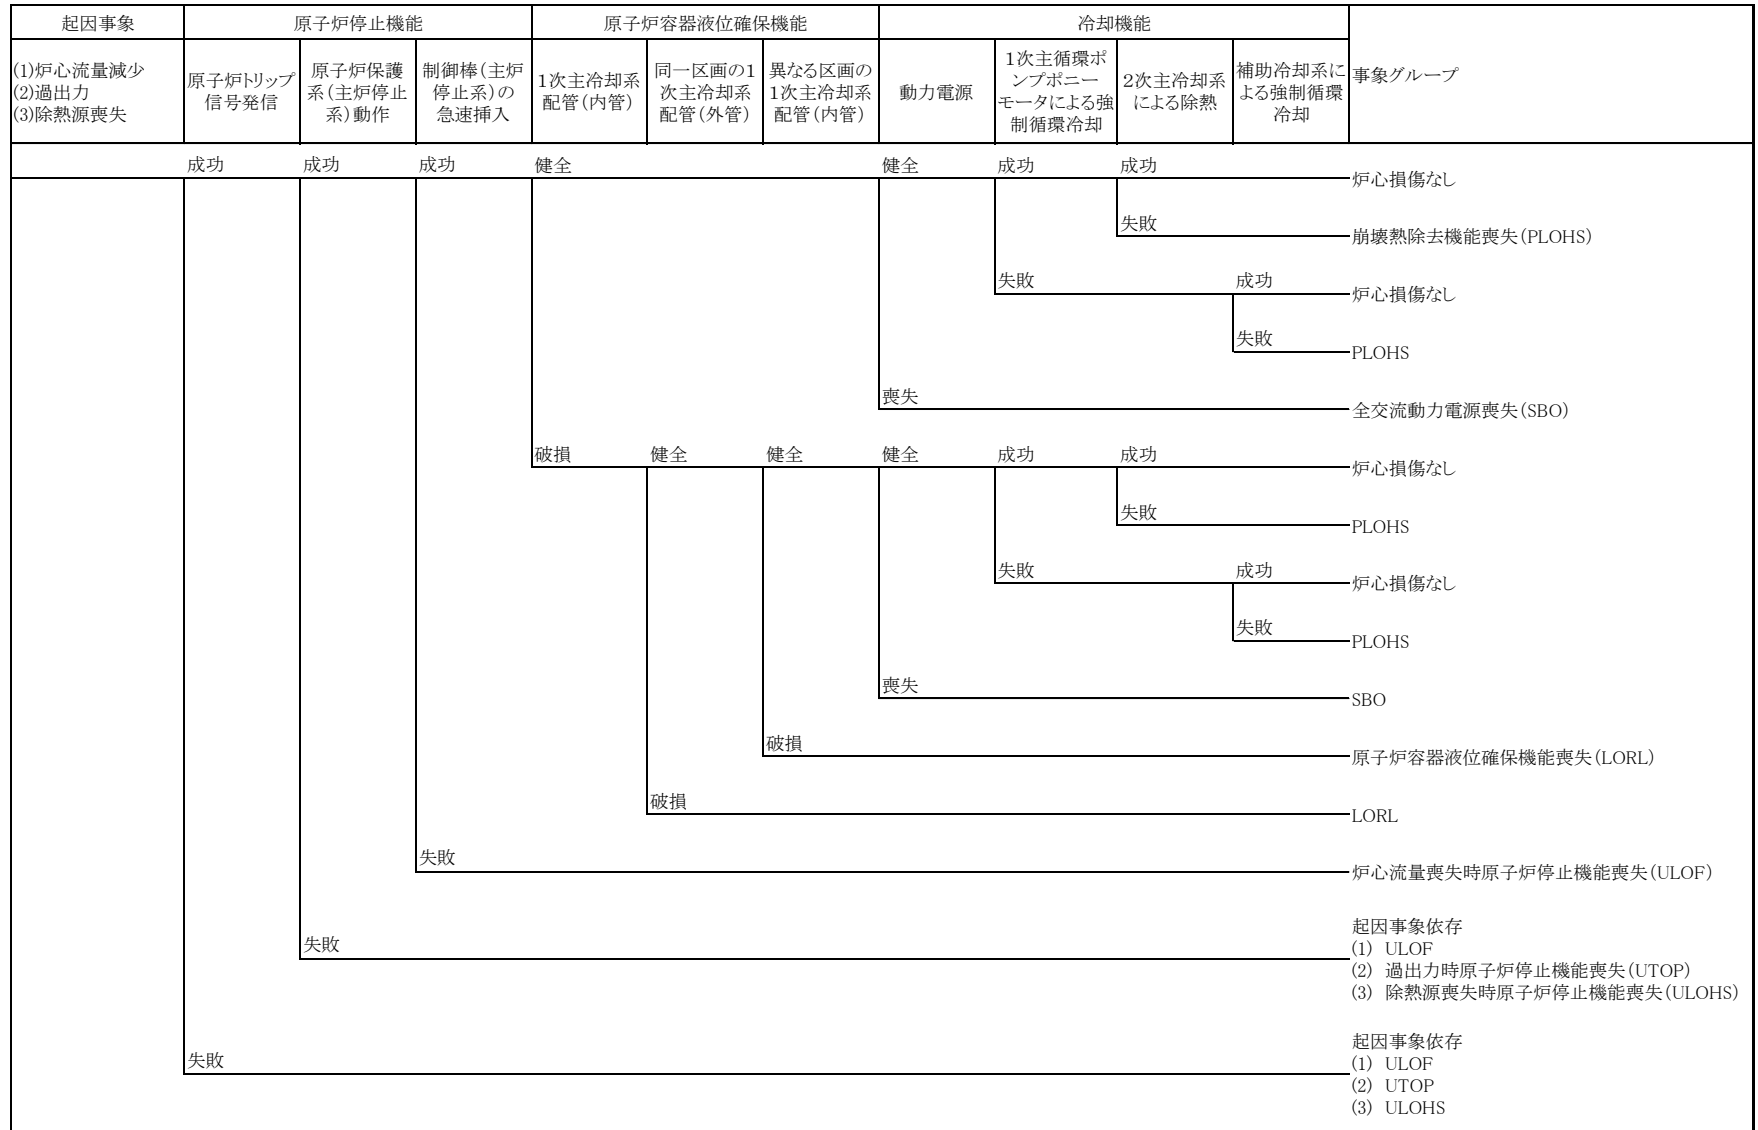 起因事象
原子炉停止機能
原子炉容器液位確保機能
冷却機能
事象グループ
(1)炉心流量減少
(2)過出力
(3)除熱源喪失
原子炉トリップ
信号発信
原子炉保護
系(主炉停止
系)動作
制御棒(主炉
停止系)の
急速挿入
1次主冷却系
配管(内管)
同一区画の1
次主冷却系
配管(外管)
異なる区画の
1次主冷却系
配管(内管)
動力電源
1次主循環ポ
ンプポニー
モータによる強
制循環冷却
2次主冷却系
による除熱
補助冷却系に
よる強制循環
冷却
成功
成功
成功
健全
健全
成功
成功
炉心損傷なし
失敗
崩壊熱除去機能喪失(PLOHS)
失敗
成功
炉心損傷なし
失敗
PLOHS
喪失
全交流動力電源喪失(SBO)
破損
健全
健全
健全
成功
成功
炉心損傷なし
失敗
PLOHS
失敗
成功
炉心損傷なし
失敗
PLOHS
喪失
SBO
破損
原子炉容器液位確保機能喪失(LORL)
破損
LORL
失敗
炉心流量喪失時原子炉停止機能喪失(ULOF)
失敗
起因事象依存
(1) ULOF
(2) 過出力時原子炉停止機能喪失(UTOP)
(3) 除熱源喪失時原子炉停止機能喪失(ULOHS)
失敗
起因事象依存
(1) ULOF
(2) UTOP
(3) ULOHS